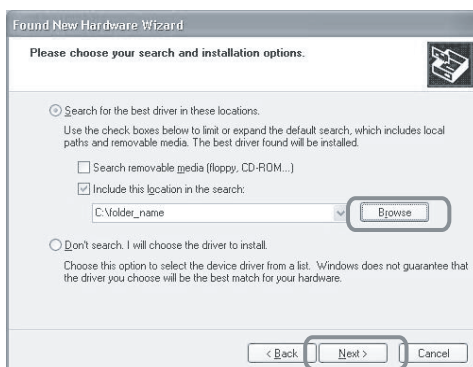 Found New Hardware Wizard
Please choose your search and installation options.
Search for the best driver in these locations.
Use the check boxes below to limit or expand the default search, which includes local
paths and removable media. The best driver found will be installed.
Search removable media (floppy, CD-ROM...)
Include this location in the search:
C:\folder_name
Browse
Don't search. I will choose the driver to install.
Choose this option to select the device driver from a list. Windows does not guarantee that
the driver you choose will be the best match for your hardware.
< Back
Next >
Cancel